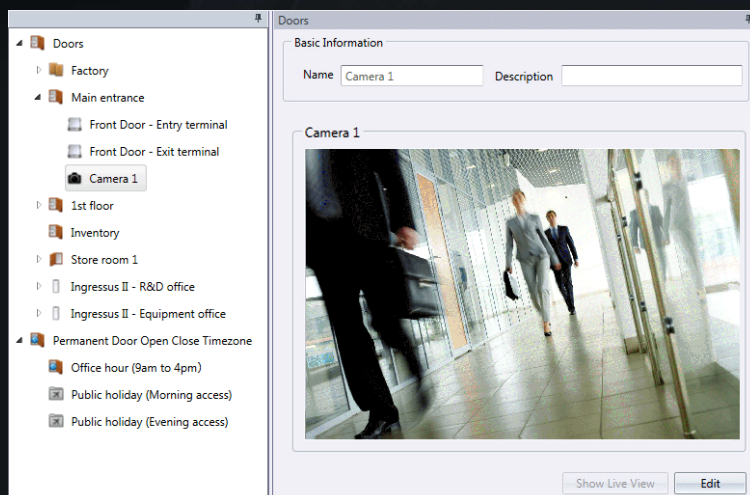 Doors
Factory
Main entrance
Front Door - Entry terminal
Front Door - Exit terminal
Camera 1
1st floor
Inventory
Store room 1
Ingressus II - R&D office
Ingressus II - Equipment office
Permanent Door Open Close Timezone
Office hour (9am to 4pm)
Public holiday (Morning access)
Public holiday (Evening access)
Doors
Basic Information
Name Camera 1 Description
Camera 1
Show Live View Edit